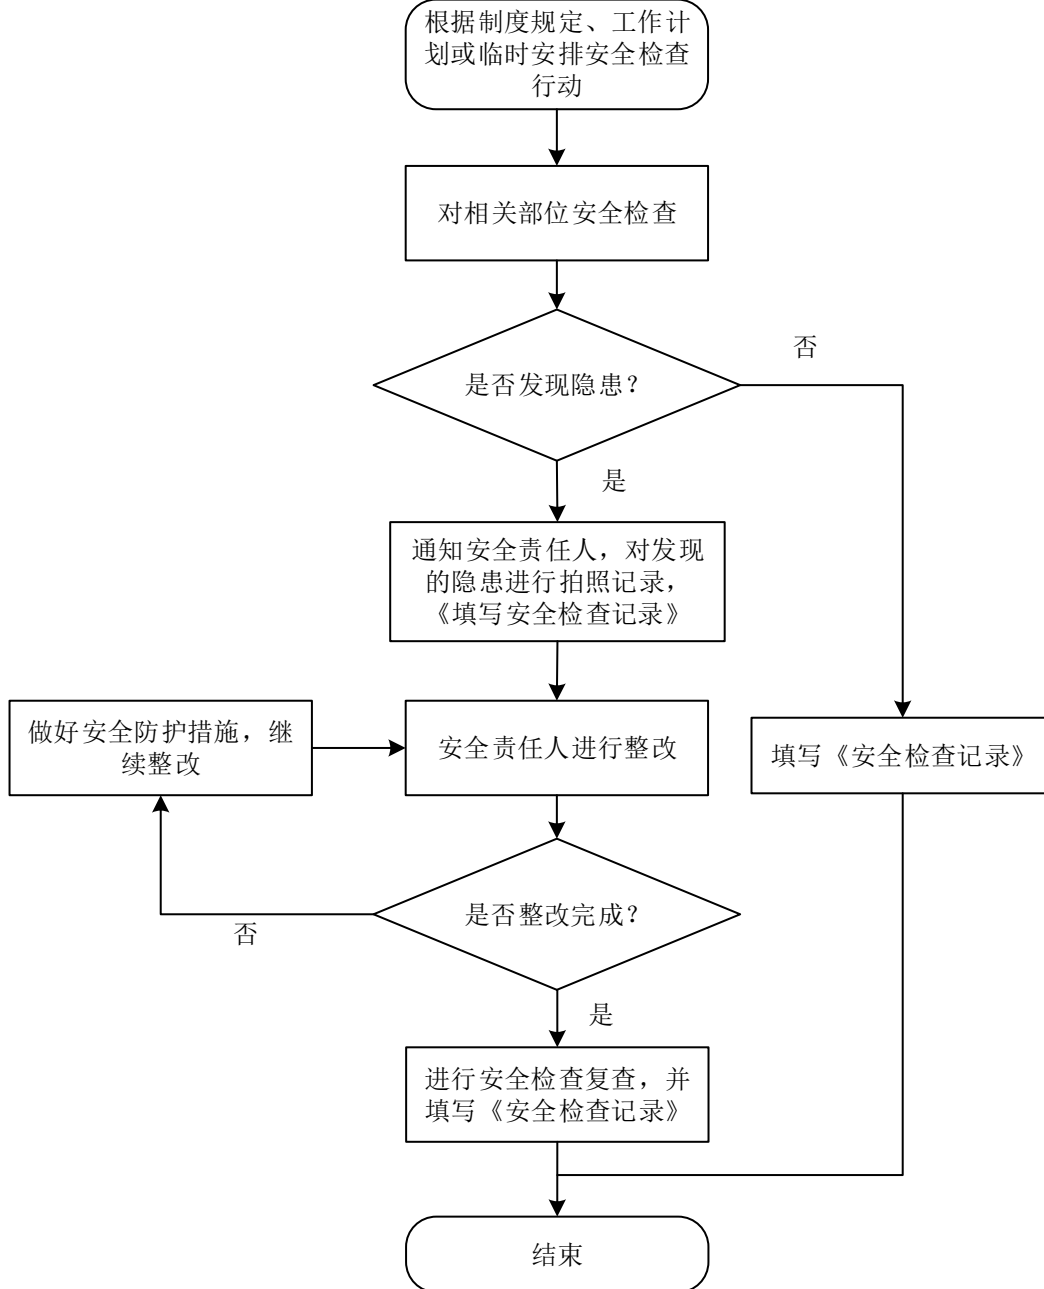 根据制度规定、工作计
划或临时安排安全检查
行动
对相关部位安全检查
是否发现隐患？
否
是
通知安全责任人，对发现
的隐患进行拍照记录，
《填写安全检查记录》
做好安全防护措施，继
续整改
安全责任人进行整改
填写《安全检查记录》
是否整改完成？
否
是
进行安全检查复查，并
填写《安全检查记录》
结束